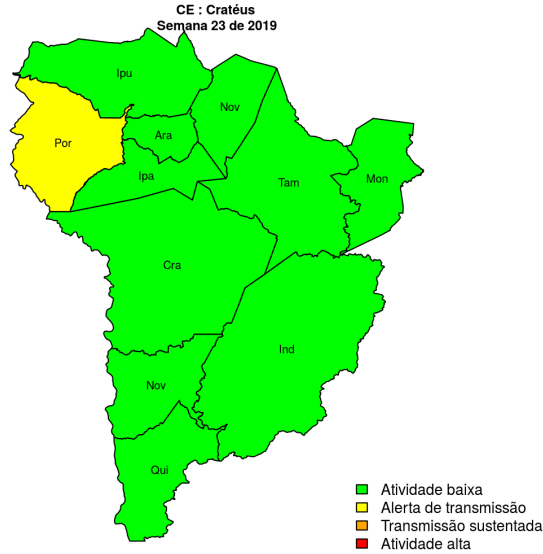 CE : Cratéus
Semana 23 de 2019
Ipu
Nov
Por
Ara
Ipa
Tam
Mon
Cra
Ind
Nov
Qui
Atividade baixa
Alerta de transmissão
Transmissão sustentada
Atividade alta